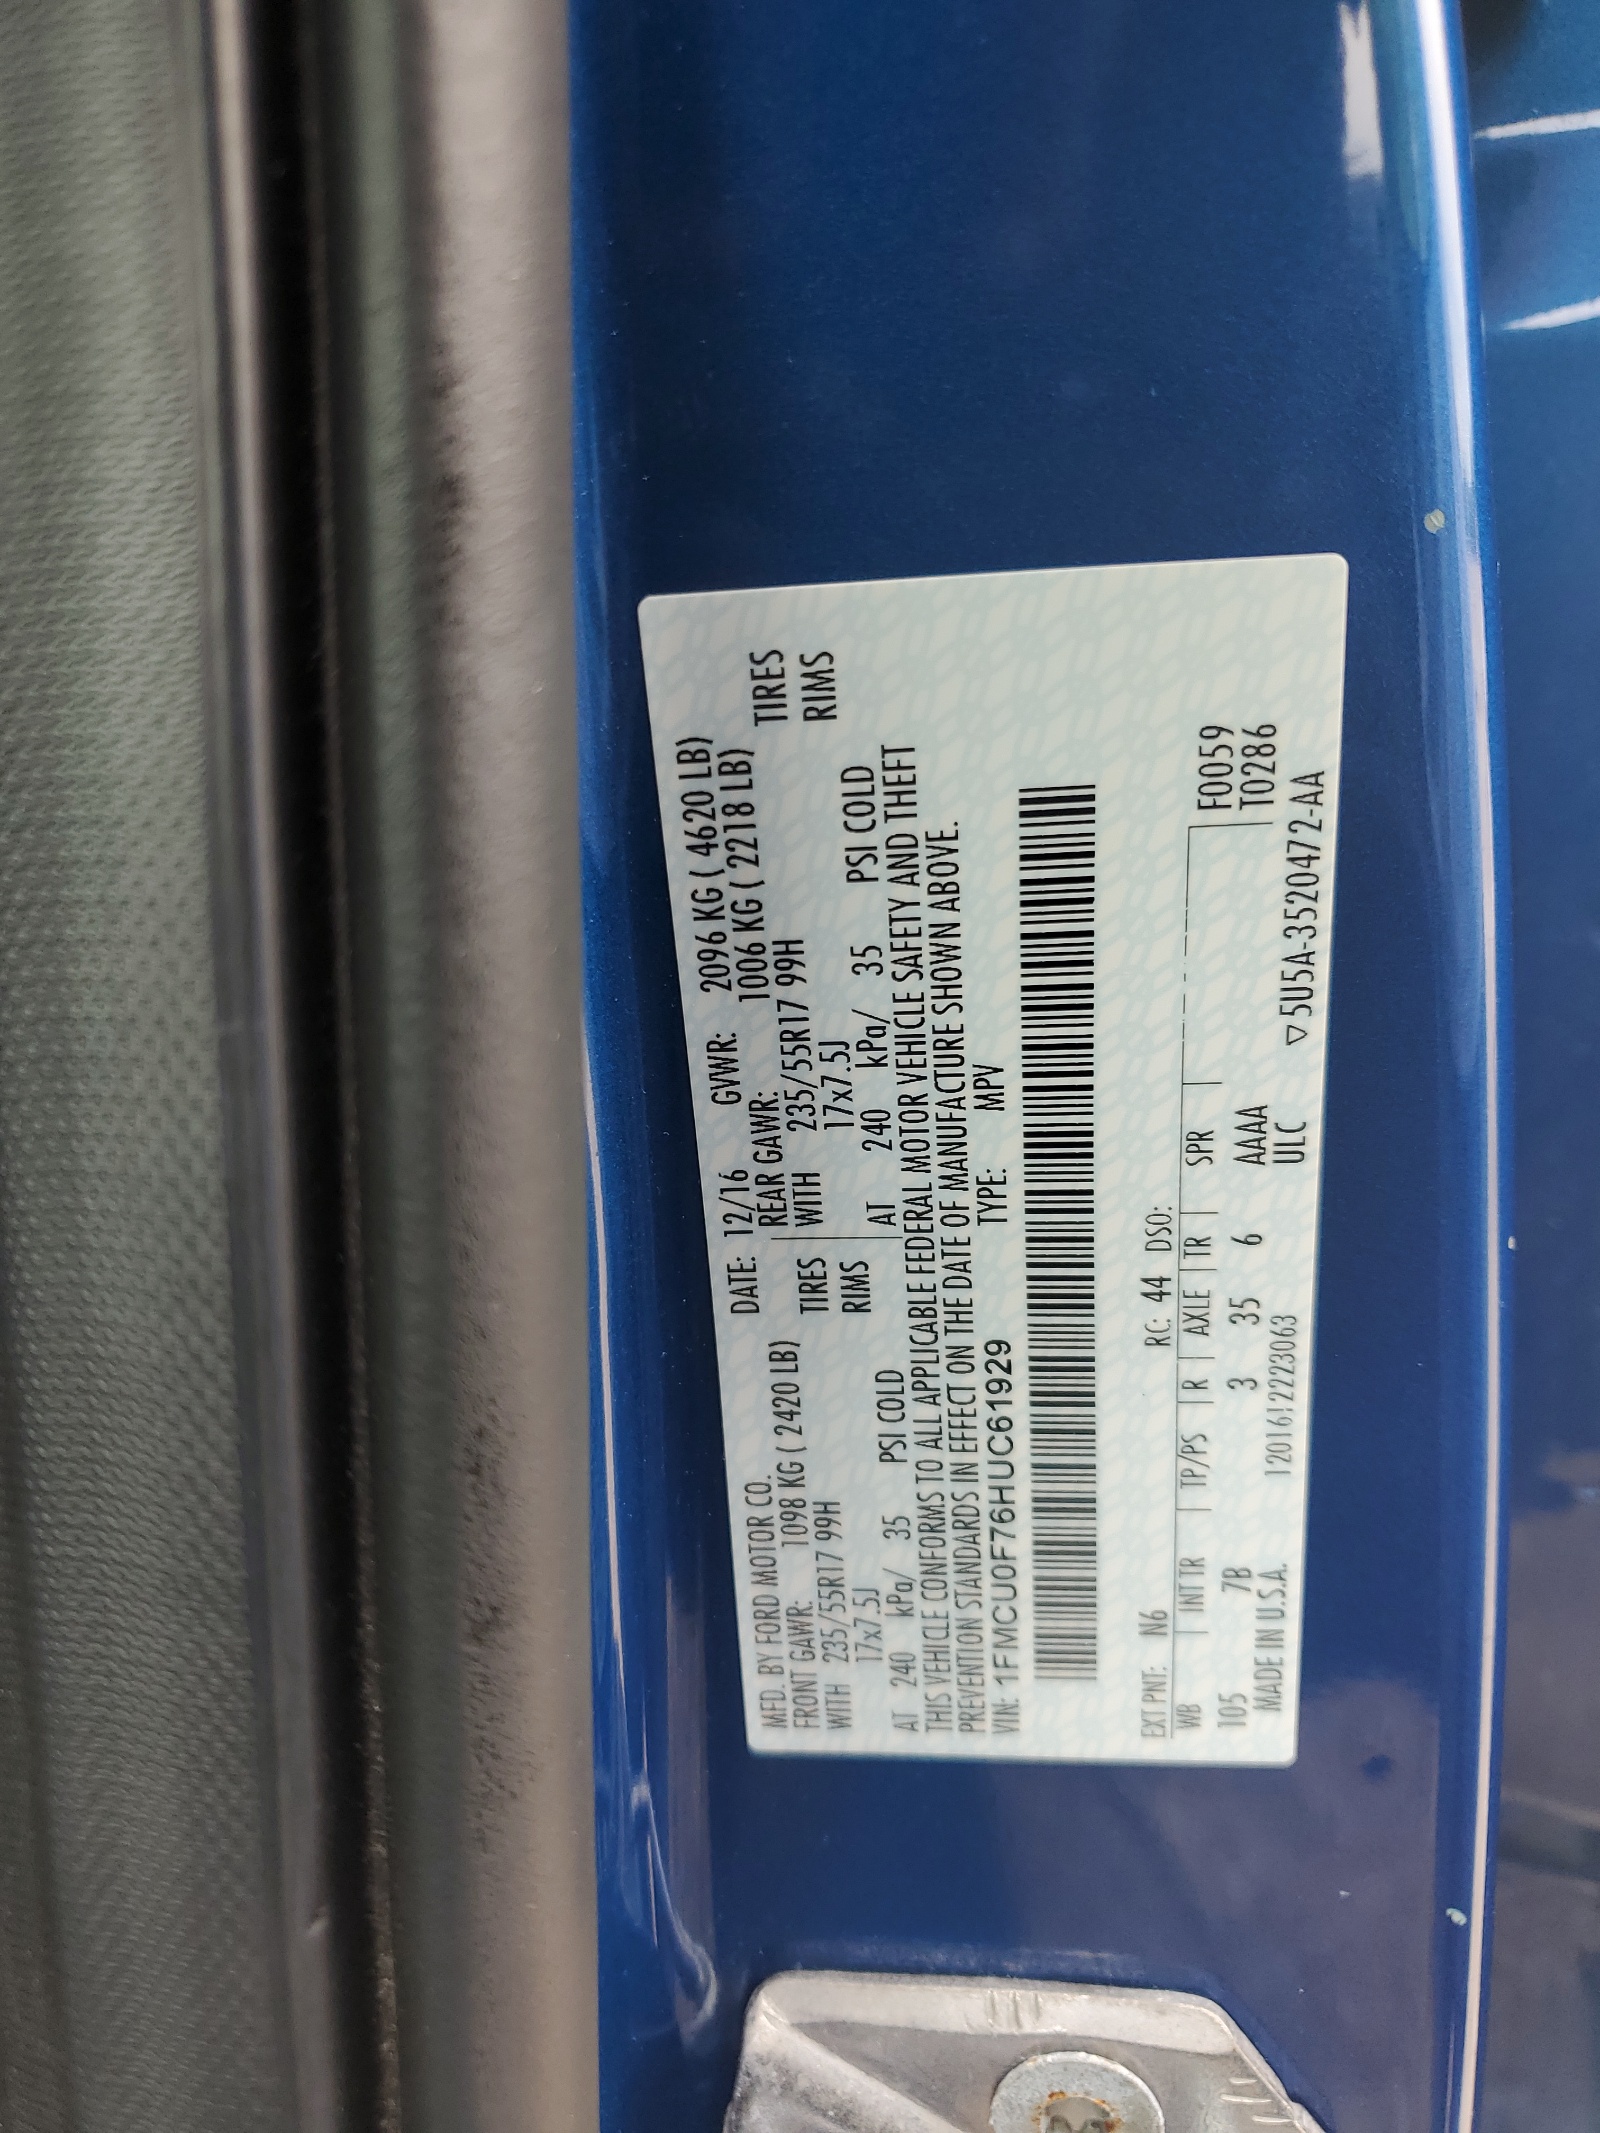 MFD. BY FORD MOTOR CO. DATE: 12/16 GVWR: 2096 KG ( 4620 LB)
FRONT GAWR: 1098 KG ( 2420 LB) REAR GAWR: 1006 KG ( 2218 LB)
WITH 235/55R17 99H TIRES WITH 235/55R17 99H TIRES
17x7.5J RIMS 17x7.5J RIMS
AT 240 kPa/ 35 PSI COLD AT 240 kPa/ 35 PSI COLD
THIS VEHICLE CONFORMS TO ALL APPLICABLE FEDERAL MOTOR VEHICLE SAFETY AND THEFT
PREVENTION STANDARDS IN EFFECT ON THE DATE OF MANUFACTURE SHOWN ABOVE.
VIN: 1FMCU0F76HUC61929 TYPE: MPV
EXT PNT: N6 RC: 44 DSO:
WB INT TR TP/PS R AXLE TR SPR F0059
105 7B 3 35 6 AAAA T0286
MADE IN U.S.A. 1201612223063 ULC ▽5U5A-3520472-AA